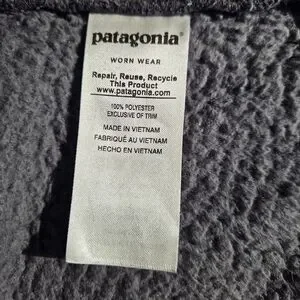 patagonia®
WORN WEAR
Repair, Reuse, Recycle
This Product
www.patagonia.com
100% POLYESTER
EXCLUSIVE OF TRIM
MADE IN VIETNAM
FABRIQUÉ AU VIETNAM
HECHO EN VIETNAM